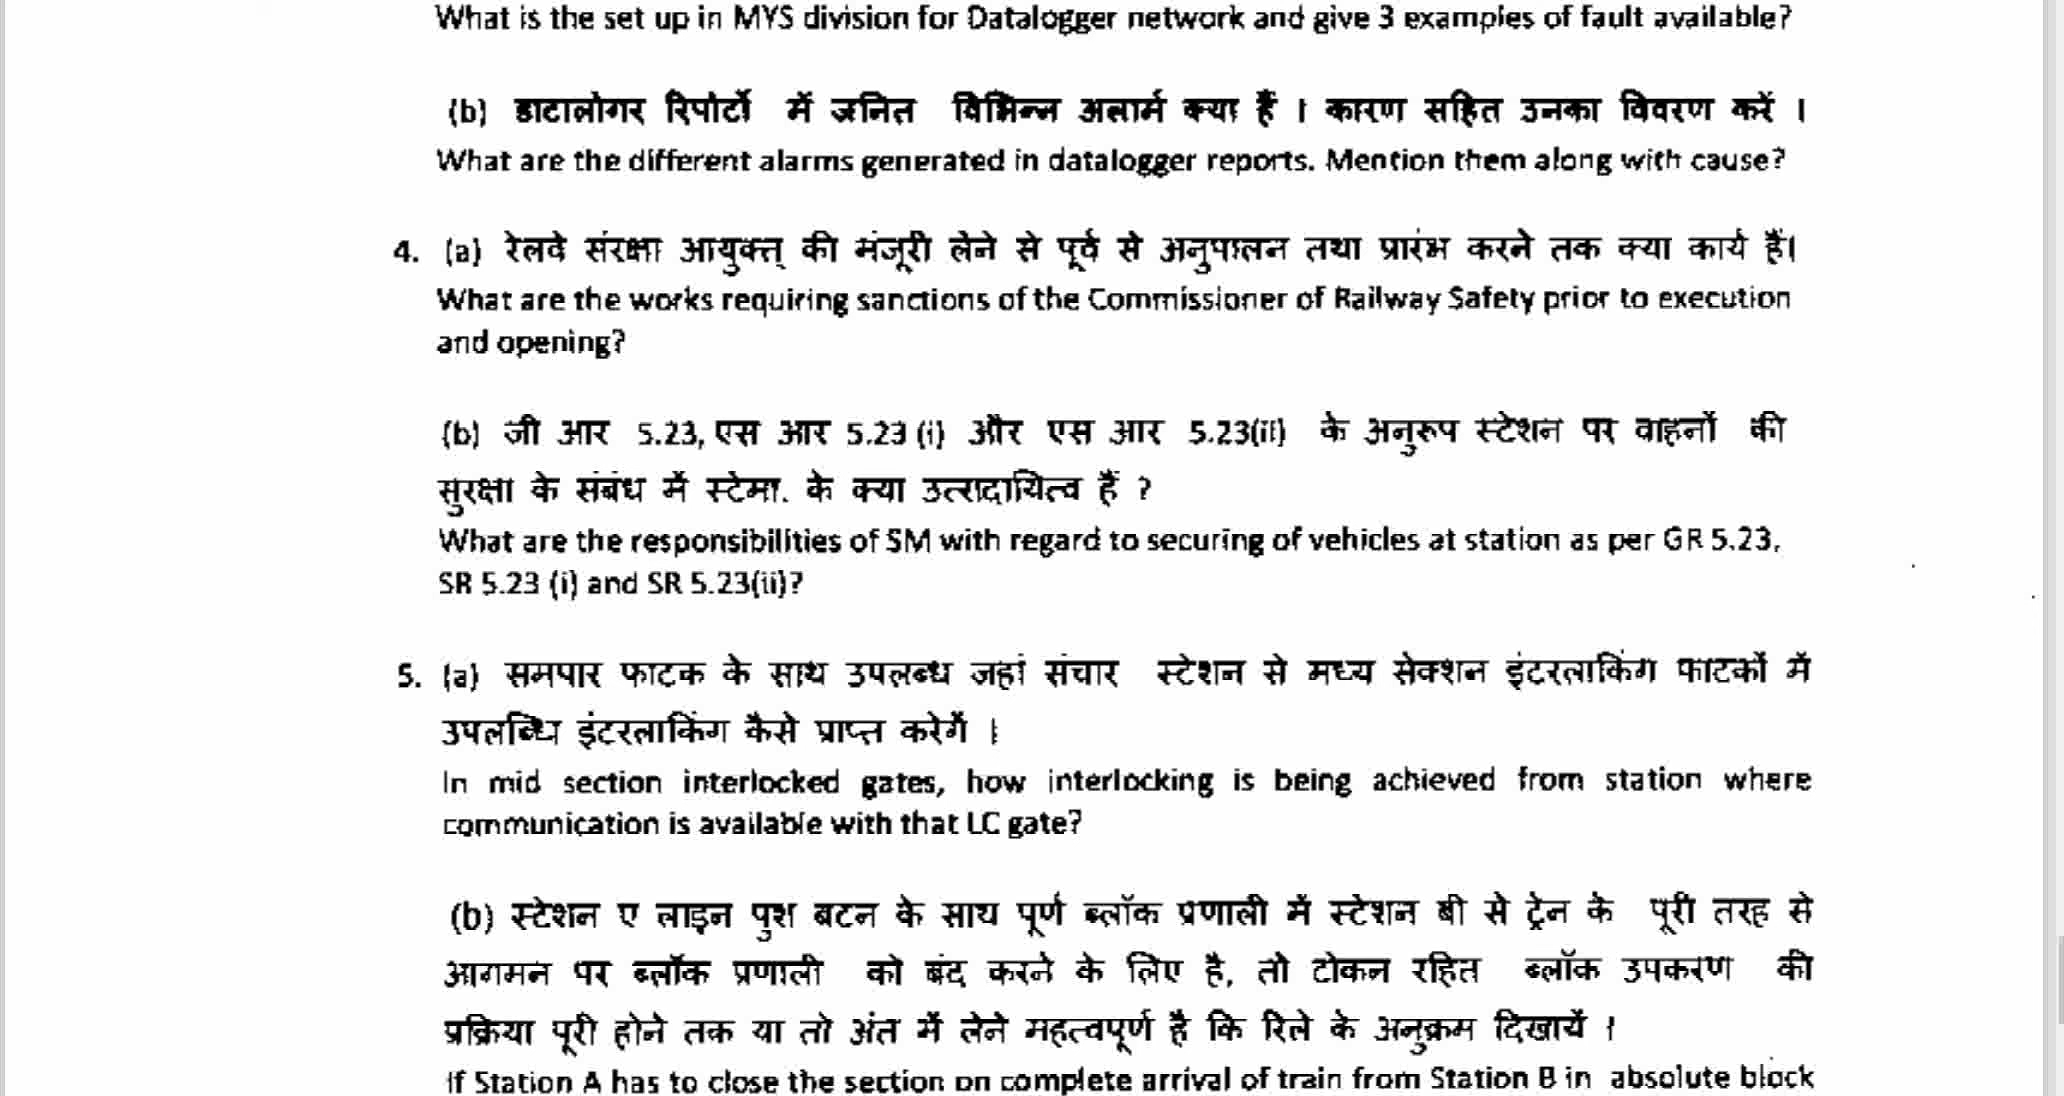 What is the set up in MYS division for Datalogger network and give 3 examples of fault available?
(b) डाटालोगर रिपोर्टो में जनित विभिन्न अलार्म क्या हैं । कारण सहित उनका विवरण करें ।
What are the different alarms generated in datalogger reports. Mention them along with cause?
4. (a) रेलवे संरक्षा आयुक्त् की मंजूरी लेने से पूर्व से अनुपालन तथा प्रारंभ करने तक क्या कार्य हैं।
What are the works requiring sanctions of the Commissioner of Railway Safety prior to execution
and opening?
(b) जी आर 5.23, एस आर 5.23 (i) और एस आर 5.23(ii) के अनुरूप स्टेशन पर वाहनों की
सुरक्षा के संबंध में स्टेमा. के क्या उत्तरादायित्व हैं ?
What are the responsibilities of SM with regard to securing of vehicles at station as per GR 5.23,
SR 5.23 (i) and SR 5.23(ii)?
5. (a) समपार फाटक के साथ उपलब्ध जहां संचार स्टेशन से मध्य सेक्शन इंटरलाकिंग फाटकों में
उपलब्धि इंटरलाकिंग कैसे प्राप्त करेगें ।
In mid section interlocked gates, how interlocking is being achieved from station where
communication is available with that LC gate?
(b) स्टेशन ए लाइन पुश बटन के साथ पूर्ण ब्लॉक प्रणाली में स्टेशन बी से ट्रेन के पूरी तरह से
आगमन पर ब्लॉक प्रणाली को बंद करने के लिए है, तो टोकन रहित ब्लॉक उपकरण की
प्रक्रिया पूरी होने तक या तो अंत में लेने महत्वपूर्ण है कि रिले के अनुक्रम दिखायें !
If Station A has to close the section on complete arrival of train from Station B in absolute block